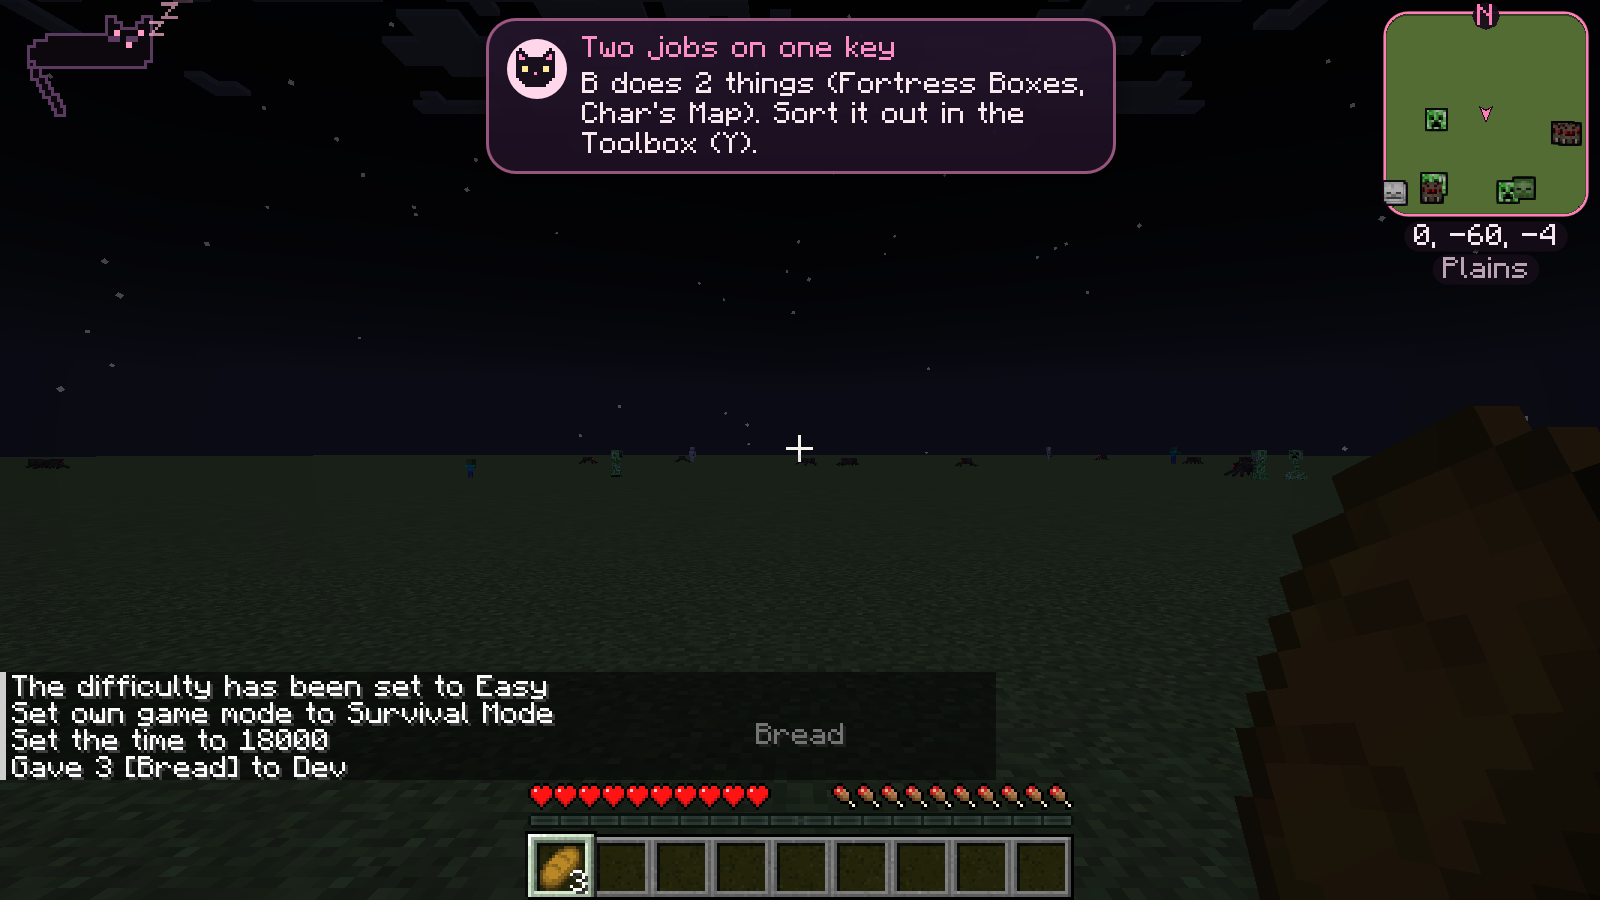 Two jobs on one key
B does 2 things (Fortress Boxes,
Char's Map). Sort it out in the
Toolbox (Y).
N
0, -60, -4
Plains
The difficulty has been set to Easy
Set own game mode to Survival Mode
Set the time to 18000
Gave 3 [Bread] to Dev
Bread
3